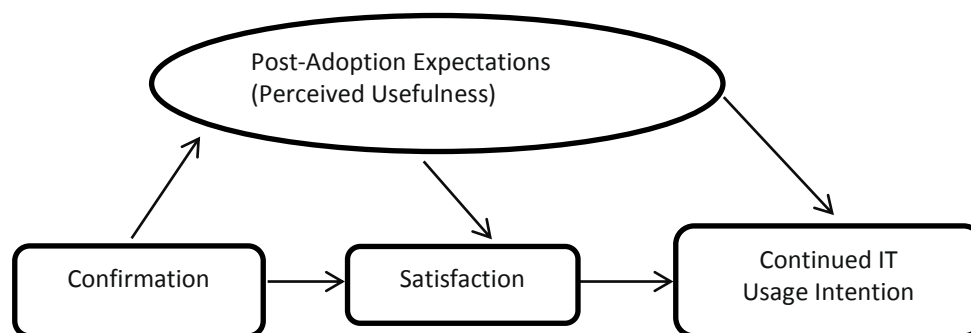 Post-Adoption Expectations
(Perceived Usefulness)
Confirmation
Satisfaction
Continued IT
Usage Intention